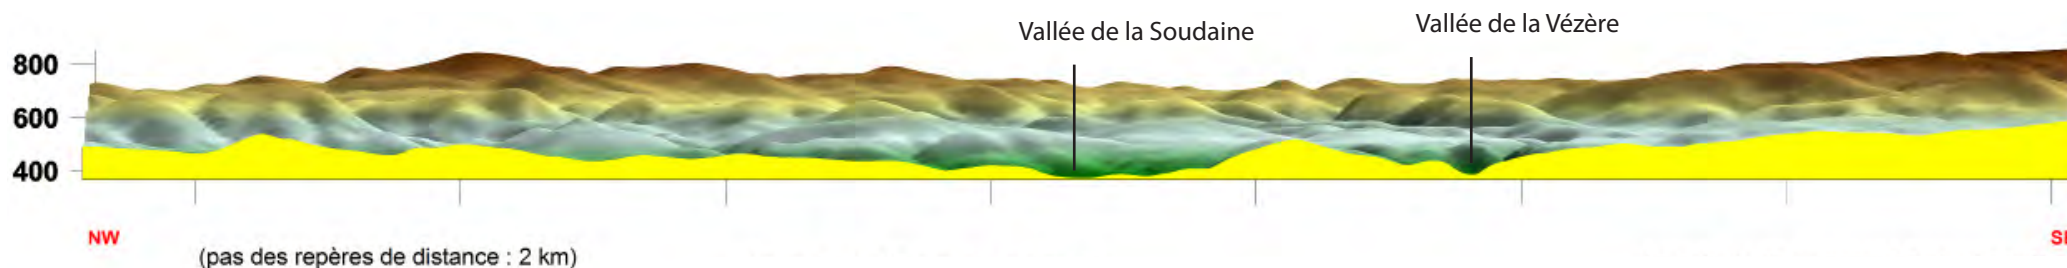 Vallée de la Soudaine
Vallée de la Vézère
800
600
400
NW
(pas des repères de distance : 2 km)